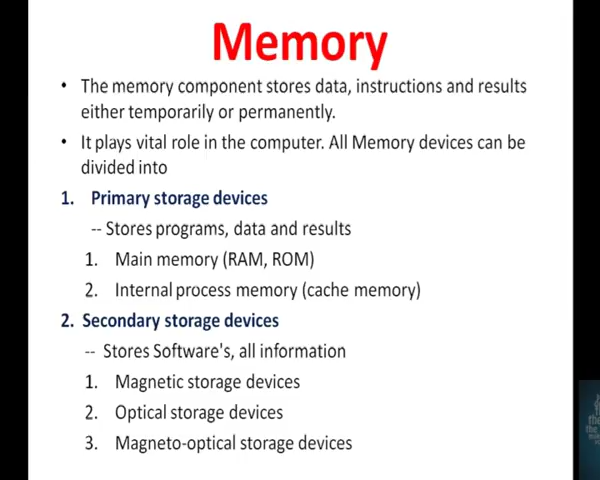 Memory
• The memory component stores data, instructions and results
either temporarily or permanently.
• It plays vital role in the computer. All Memory devices can be
divided into
1. Primary storage devices
-- Stores programs, data and results
1. Main memory (RAM, ROM)
2. Internal process memory (cache memory)
2. Secondary storage devices
-- Stores Software's, all information
1. Magnetic storage devices
2. Optical storage devices
3. Magneto-optical storage devices